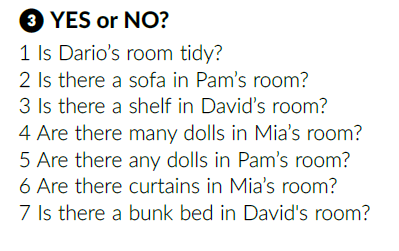 3 YES or NO?
1 Is Dario’s room tidy?
2 Is there a sofa in Pam’s room?
3 Is there a shelf in David’s room?
4 Are there many dolls in Mia’s room?
5 Are there any dolls in Pam’s room?
6 Are there curtains in Mia’s room?
7 Is there a bunk bed in David's room?